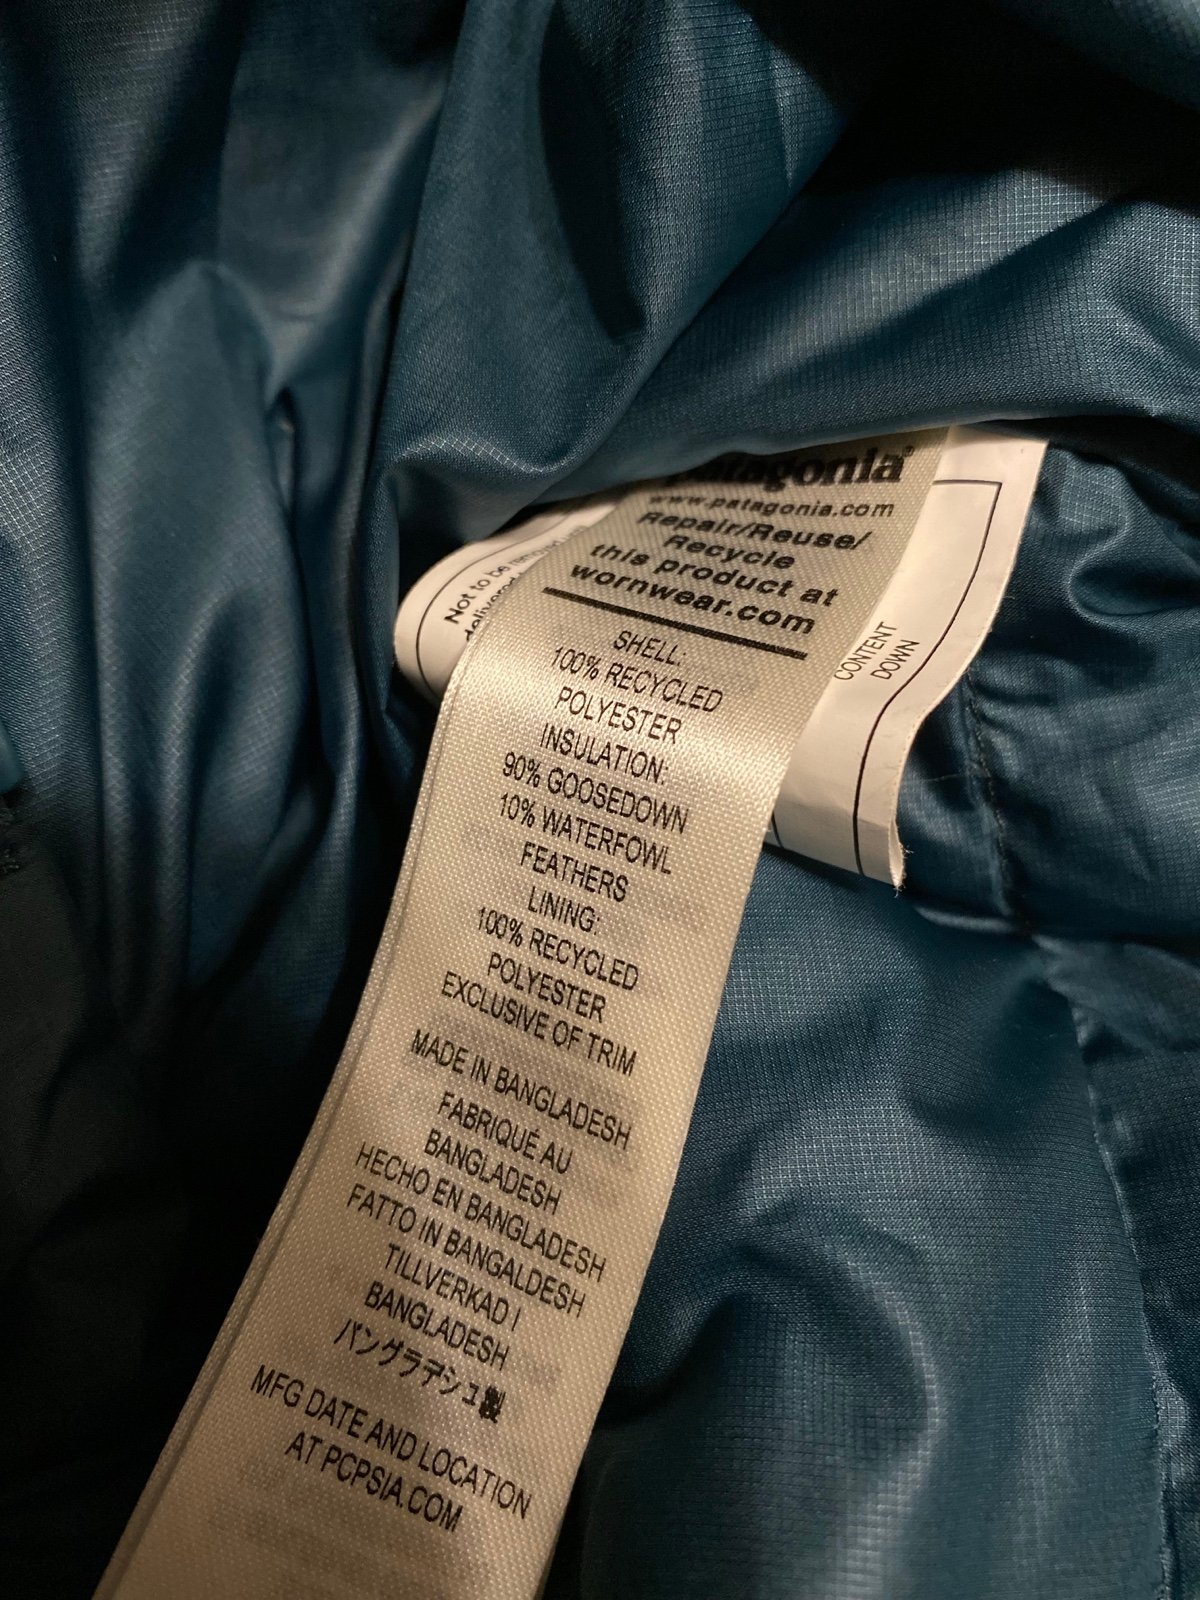 patagonia®
www.patagonia.com
Repair/Reuse/
Recycle
this product at
wornwear.com
SHELL:
100% RECYCLED
POLYESTER
INSULATION:
90% GOOSEDOWN
10% WATERFOWL
FEATHERS
LINING:
100% RECYCLED
POLYESTER
EXCLUSIVE OF TRIM
MADE IN BANGLADESH
FABRIQUÉ AU
BANGLADESH
HECHO EN BANGLADESH
FATTO IN BANGALDESH
TILLVERKAD I
BANGLADESH
バングラデシュ製
MFG DATE AND LOCATION
AT PCPSIA.COM
Not to be
CONTENT
DOWN